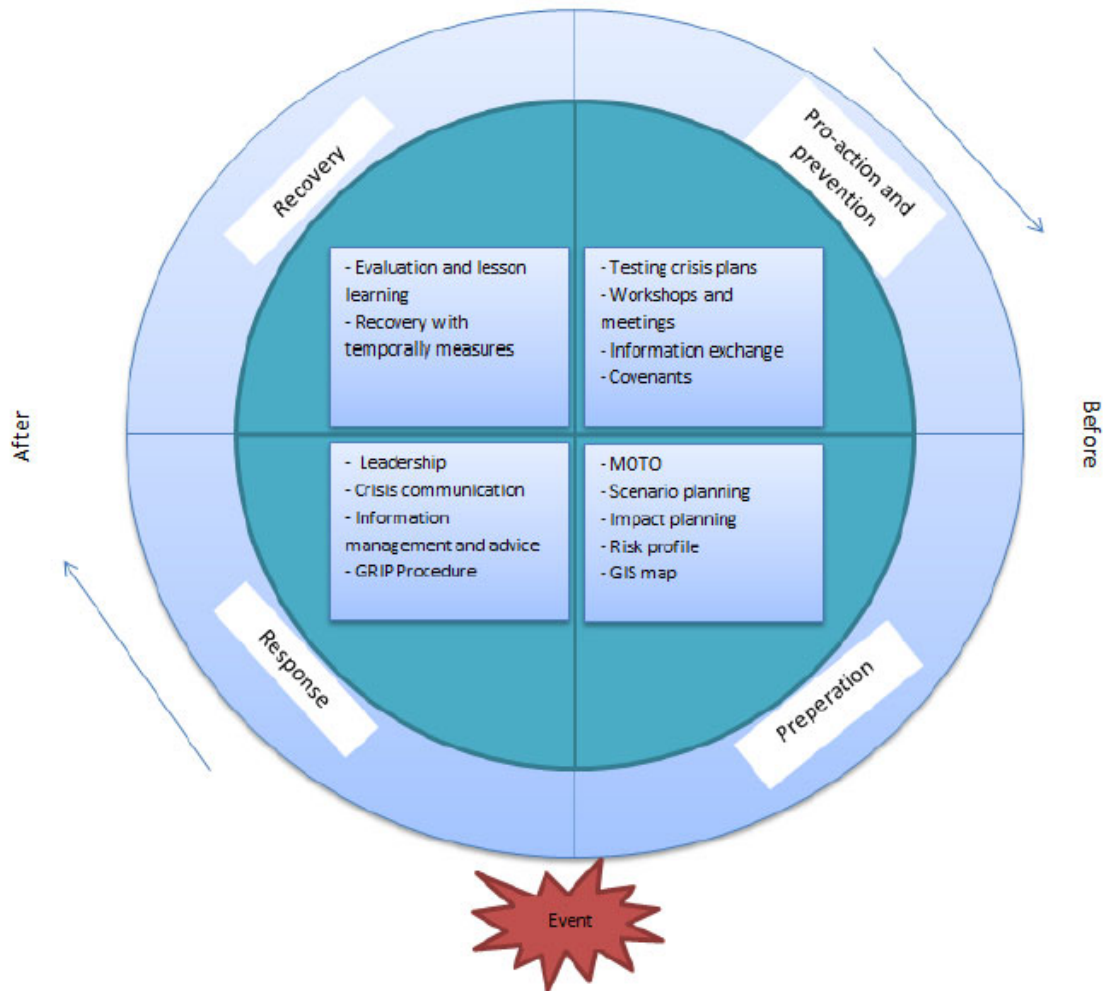 Recovery
Pro-action and
prevention
- Evaluation and lesson
learning
- Recovery with
temporally measures
- Testing crisis plans
- Workshops and
meetings
- Information exchange
- Covenants
After
Before
- Leadership
- Crisis communication
- Information
management and advice
- GRIP Procedure
- MOTO
- Scenario planning
- Impact planning
- Risk profile
- GIS map
Response
Preperation
Event